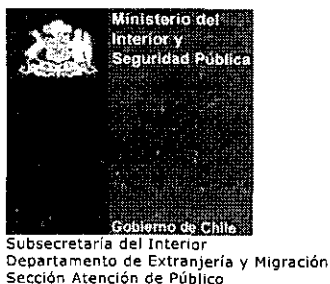 Ministerio del
Interior y
Seguridad Pública
Gobierno de Chile
Subsecretaría del Interior
Departamento de Extranjería y Migración
Sección Atención de Público